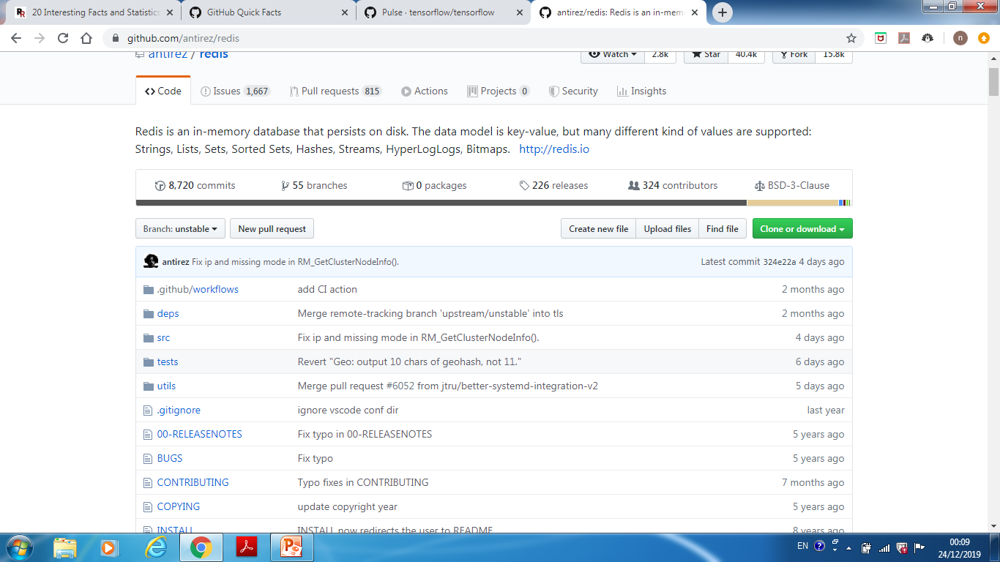 20 Interesting Facts and Statistics
GitHub Quick Facts
Pulse · tensorflow/tensorflow
antirez/redis: Redis is an in-mem
github.com/antirez/redis
n
antirez / redis
Watch 2.8k Star 40.4k Fork 15.8k
Code Issues 1,667 Pull requests 815 Actions Projects 0 Security Insights
Redis is an in-memory database that persists on disk. The data model is key-value, but many different kind of values are supported:
Strings, Lists, Sets, Sorted Sets, Hashes, Streams, HyperLogLogs, Bitmaps. http://redis.io
8,720 commits 55 branches 0 packages 226 releases 324 contributors BSD-3-Clause
Branch: unstable New pull request Create new file Upload files Find file Clone or download
antirez Fix ip and missing mode in RM_GetClusterNodeInfo(). Latest commit 324e22a 4 days ago
.github/workflows add CI action 2 months ago
deps Merge remote-tracking branch 'upstream/unstable' into tls 2 months ago
src Fix ip and missing mode in RM_GetClusterNodeInfo(). 4 days ago
tests Revert "Geo: output 10 chars of geohash, not 11." 6 days ago
utils Merge pull request #6052 from jtru/better-systemd-integration-v2 5 days ago
.gitignore ignore vscode conf dir last year
00-RELEASENOTES Fix typo in 00-RELEASENOTES 5 years ago
BUGS Fix typo 5 years ago
CONTRIBUTING Typo fixes in CONTRIBUTING 7 months ago
COPYING update copyright year 5 years ago
INSTALL INSTALL now redirects the user to README 8 years ago
EN 00:09
24/12/2019